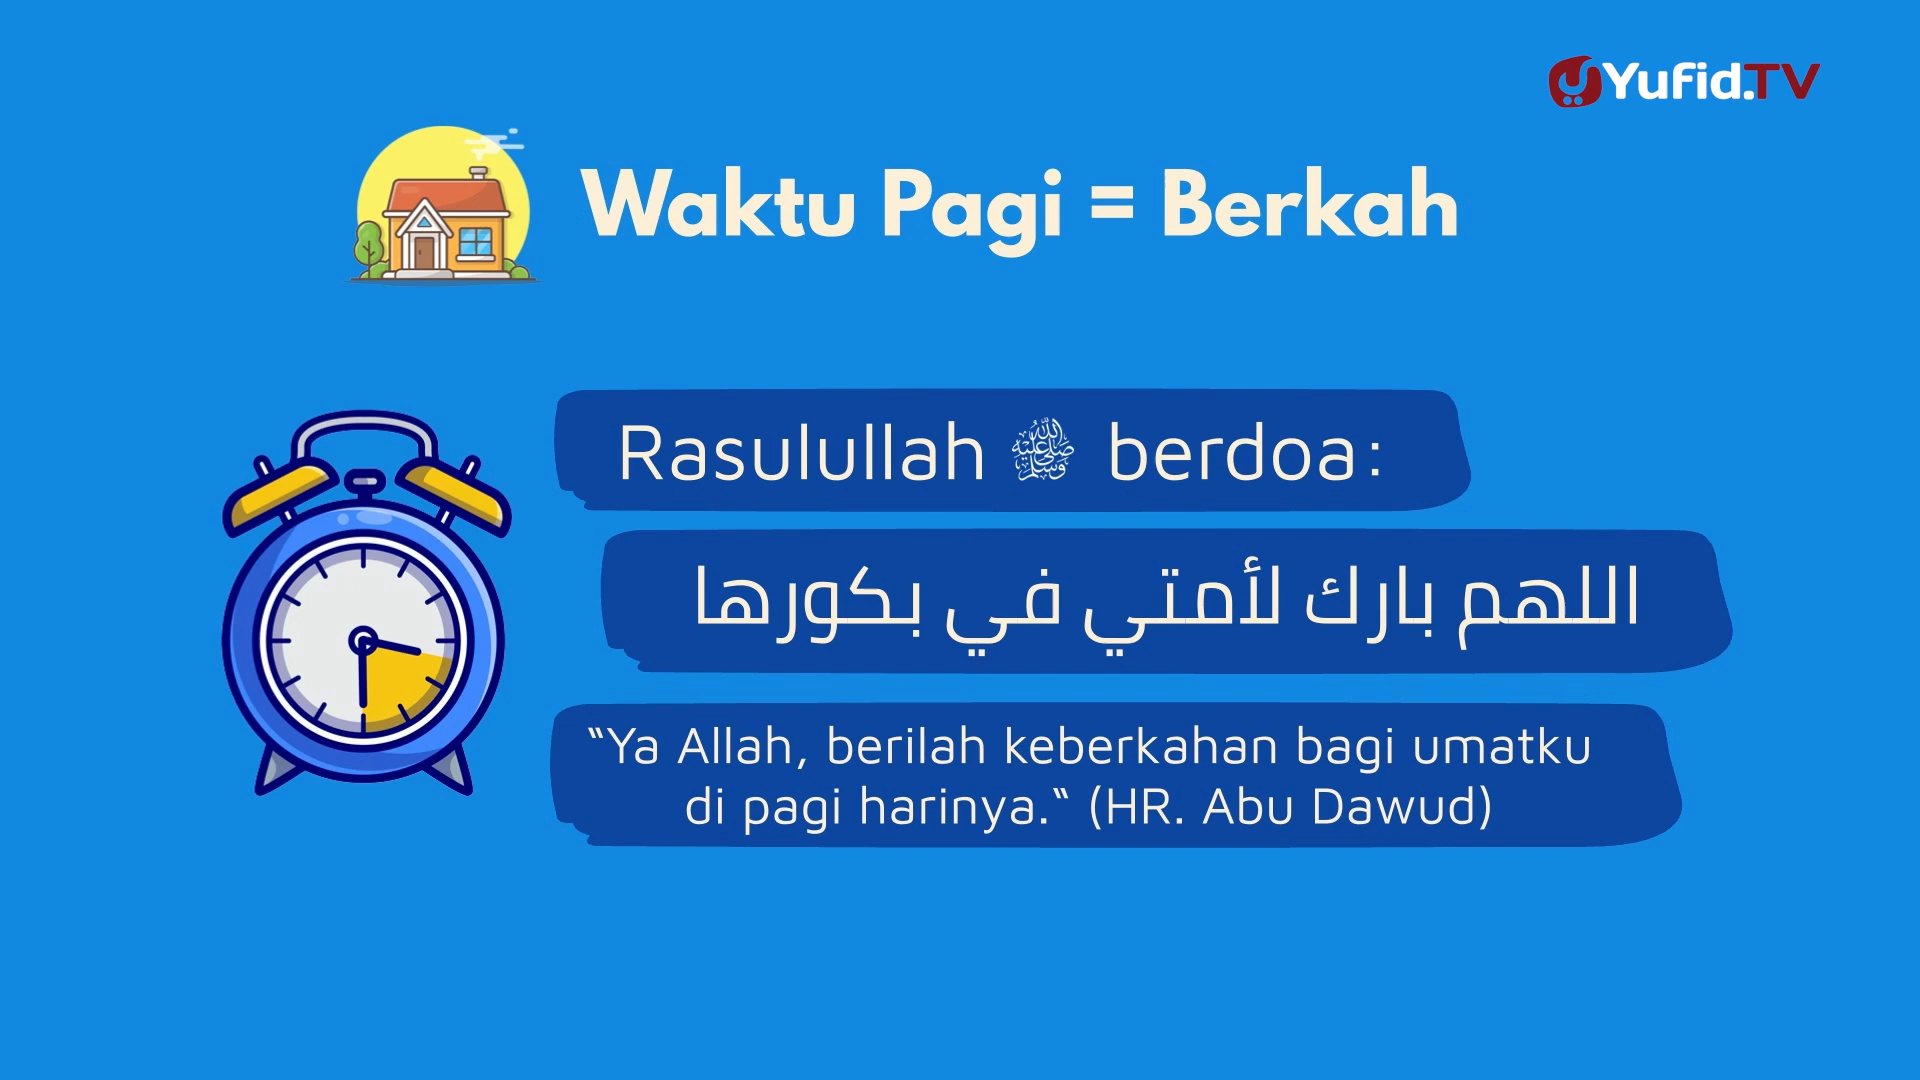 Yufid.TV
Waktu Pagi = Berkah
Rasulullah ﷺ berdoa:
اللهم بارك لأمتي في بكورها
“Ya Allah, berilah keberkahan bagi umatku
di pagi harinya.“ (HR. Abu Dawud)